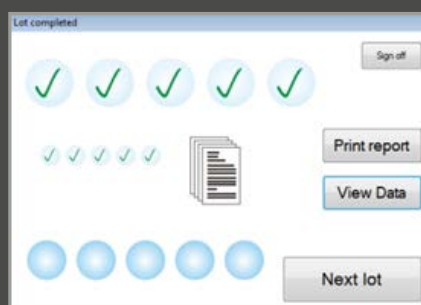 Lot completed
Sign off
Print report
View Data
Next lot